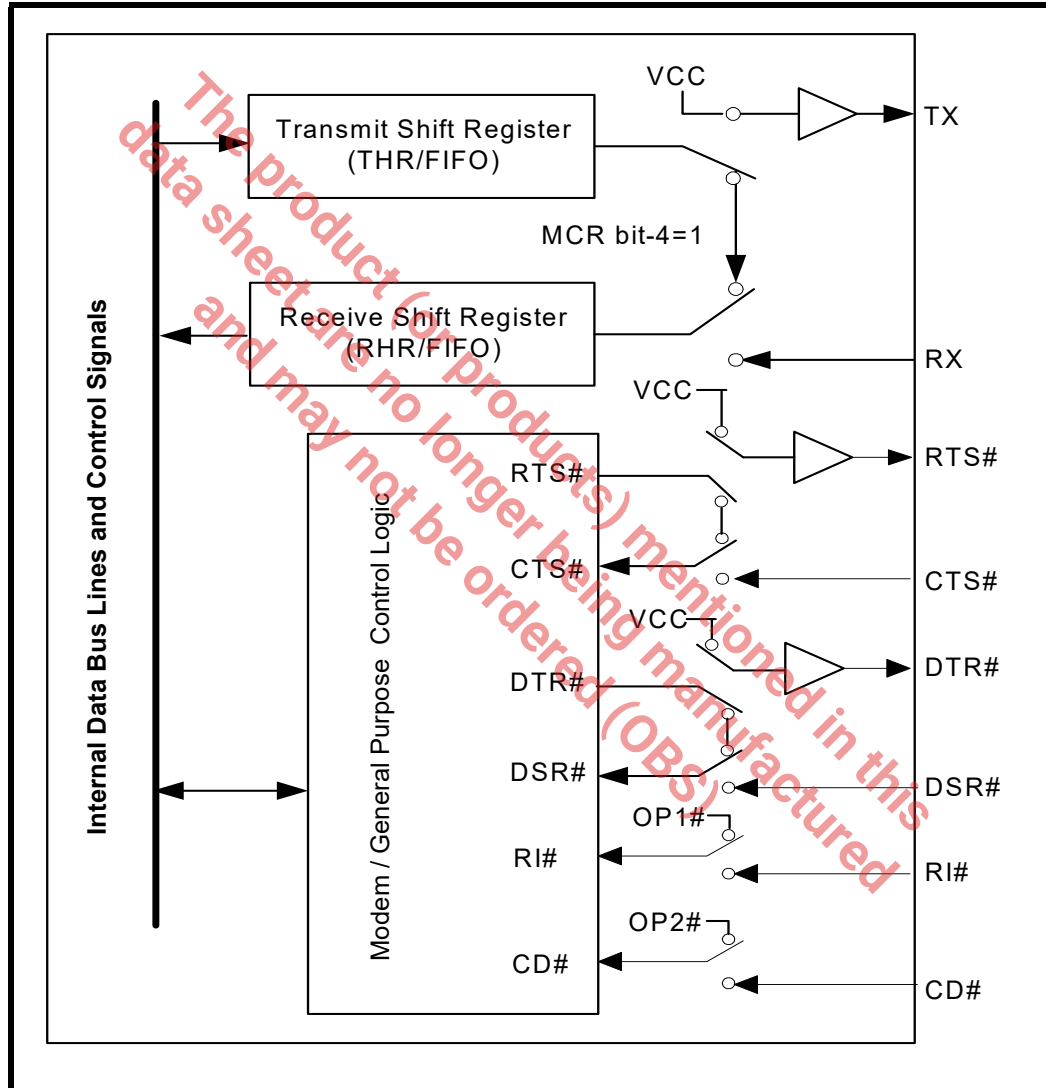 VCC
TX
Transmit Shift Register
(THR/FIFO)
MCR bit-4=1
Receive Shift Register
(RHR/FIFO)
RX
VCC
RTS#
RTS#
CTS#
CTS#
VCC
DTR#
DTR#
DSR#
DSR#
OP1#
RI#
RI#
OP2#
CD#
CD#
Internal Data Bus Lines and Control Signals
Modem / General Purpose Control Logic
The product (or products) mentioned in this
data sheet are no longer being manufactured
and may not be ordered (OBS)